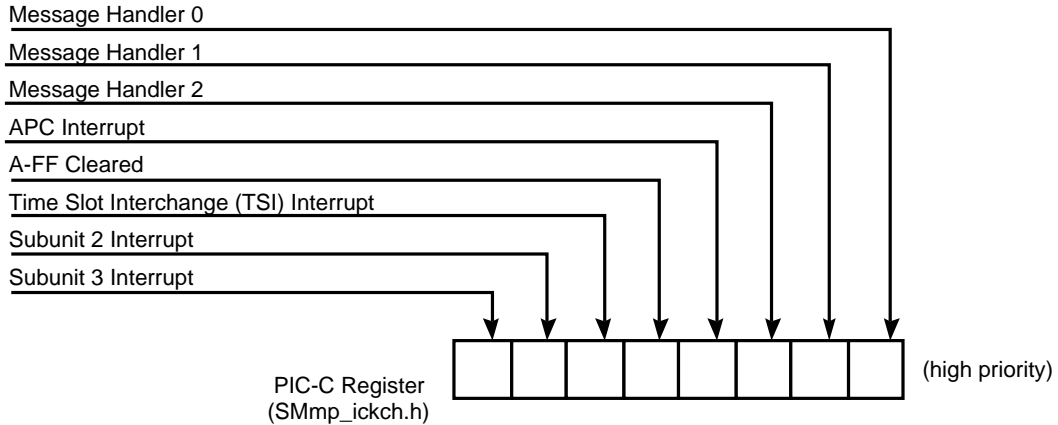 Message Handler 0
Message Handler 1
Message Handler 2
APC Interrupt
A-FF Cleared
Time Slot Interchange (TSI) Interrupt
Subunit 2 Interrupt
Subunit 3 Interrupt
(high priority)
PIC-C Register
(SMmp_ickch.h)